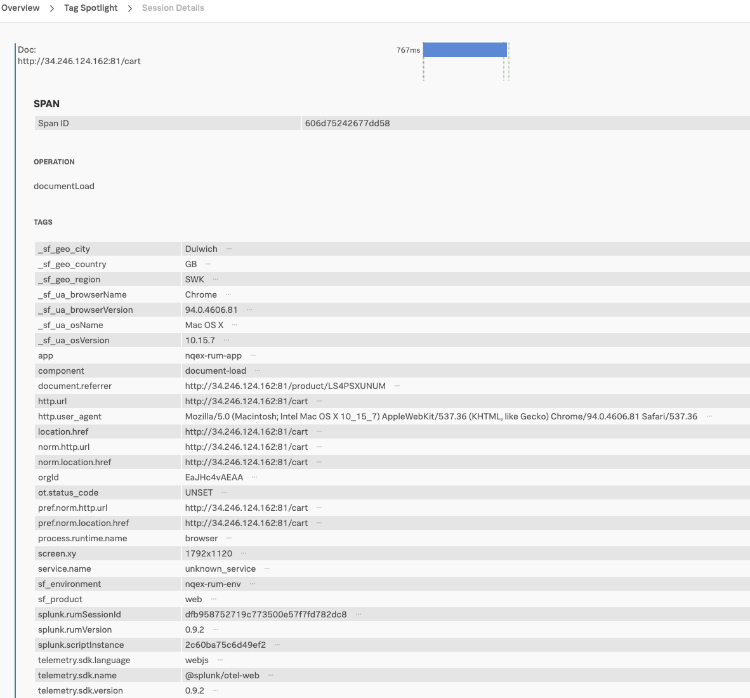 Overview > Tag Spotlight > Session Details
Doc:
http://34.246.124.162:81/cart
767ms
SPAN
Span ID 606d75242677dd58
OPERATION
documentLoad
TAGS
_sf_geo_city Dulwich ...
_sf_geo_country GB ...
_sf_geo_region SWK ...
_sf_ua_browserName Chrome ...
_sf_ua_browserVersion 94.0.4606.81 ...
_sf_ua_osName Mac OS X ...
_sf_ua_osVersion 10.15.7 ...
app nqex-rum-app ...
component document-load ...
document.referrer http://34.246.124.162:81/product/LS4PSXUNUM ...
http.url http://34.246.124.162:81/cart ...
http.user_agent Mozilla/5.0 (Macintosh; Intel Mac OS X 10_15_7) AppleWebKit/537.36 (KHTML, like Gecko) Chrome/94.0.4606.81 Safari/537.36 ...
location.href http://34.246.124.162:81/cart ...
norm.http.url http://34.246.124.162:81/cart ...
norm.location.href http://34.246.124.162:81/cart ...
orgId EaJHc4vAEAA ...
ot.status_code UNSET ...
pref.norm.http.url http://34.246.124.162:81/cart ...
pref.norm.location.href http://34.246.124.162:81/cart ...
process.runtime.name browser ...
screen.xy 1792x1120 ...
service.name unknown_service ...
sf_environment nqex-rum-env ...
sf_product web ...
splunk.rumSessionId dfb958752719c773500e57f7fd782dc8 ...
splunk.rumVersion 0.9.2 ...
splunk.scriptInstance 2c60ba75c6d49ef2 ...
telemetry.sdk.language webjs ...
telemetry.sdk.name @splunk/otel-web ...
telemetry.sdk.version 0.9.2 ...